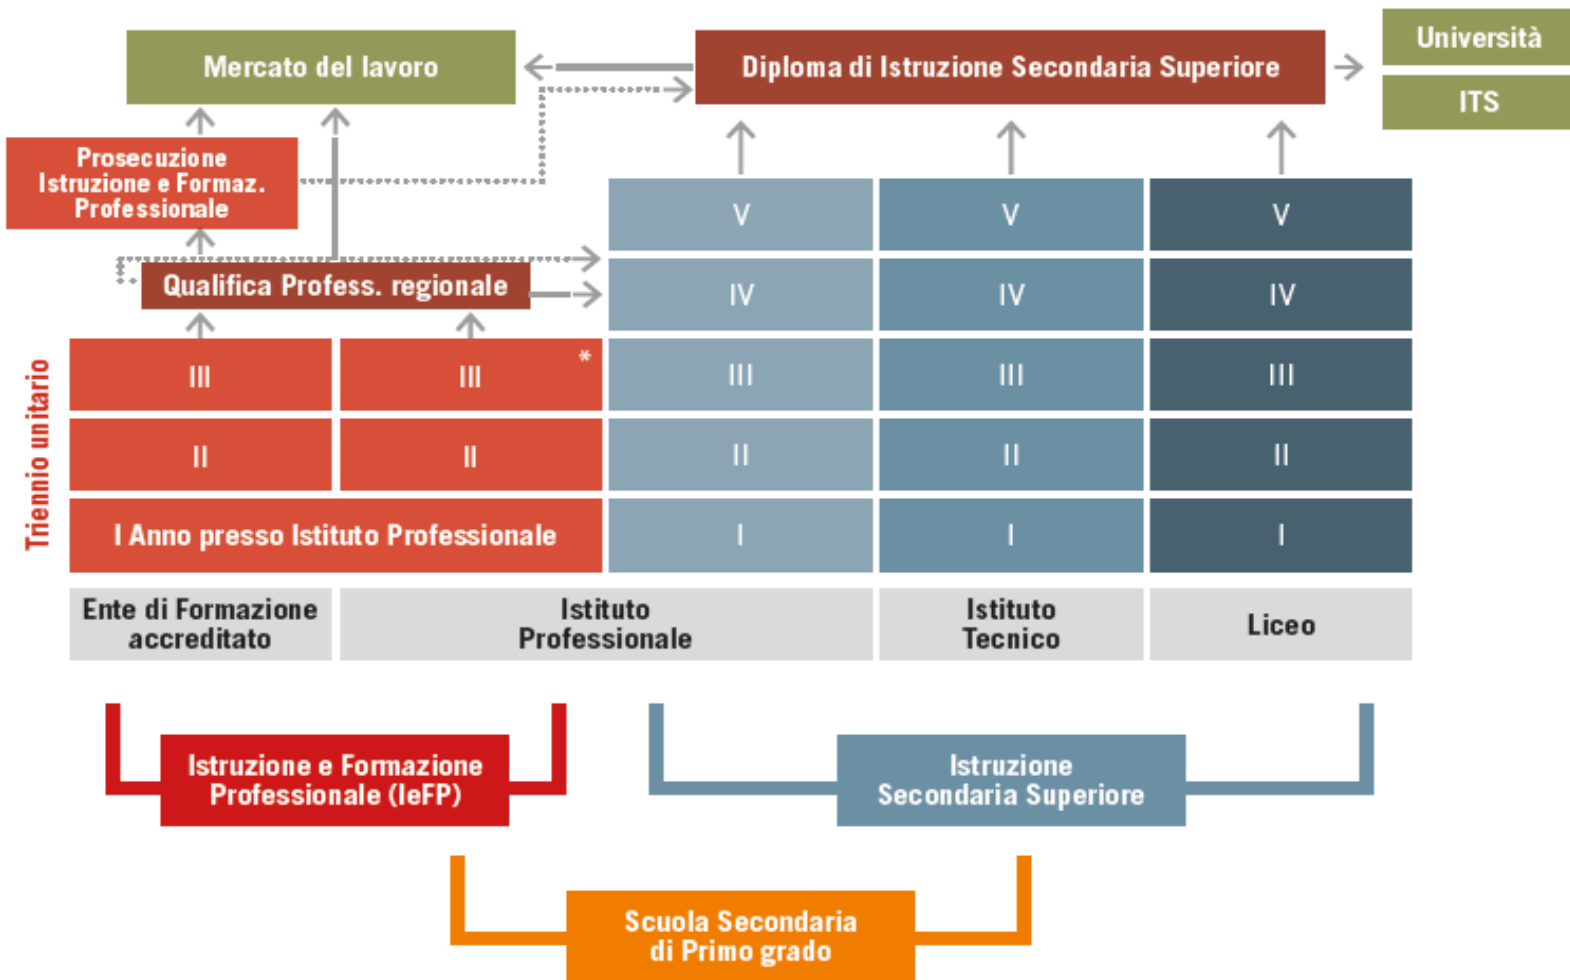 Università
Mercato del lavoro
Diploma di Istruzione Secondaria Superiore
ITS
Prosecuzione
Istruzione e Formaz.
Professionale
V
V
V
Qualifica Profess. regionale
IV
IV
IV
Triennio unitario
III
III
*
III
III
III
II
II
II
II
II
I Anno presso Istituto Professionale
I
I
I
Ente di Formazione
accreditato
Istituto
Professionale
Istituto
Tecnico
Liceo
Istruzione e Formazione
Professionale (IeFP)
Istruzione
Secondaria Superiore
Scuola Secondaria
di Primo grado